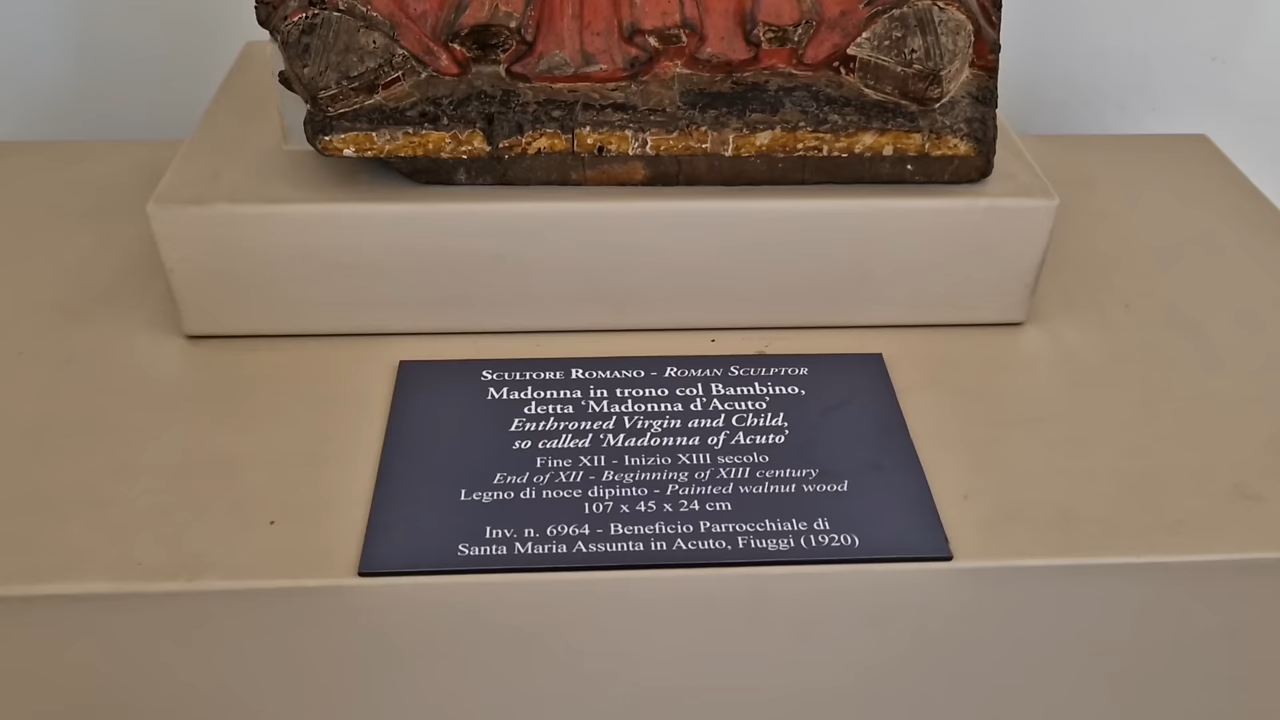 Scultore Romano - Roman Sculptor
Madonna in trono col Bambino,
detta ‘Madonna d’Acuto’
Enthroned Virgin and Child,
so called ‘Madonna of Acuto’
Fine XII - Inizio XIII secolo
End of XII - Beginning of XIII century
Legno di noce dipinto - Painted walnut wood
107 x 45 x 24 cm
Inv. n. 6964 - Beneficio Parrocchiale di
Santa Maria Assunta in Acuto, Fiuggi (1920)